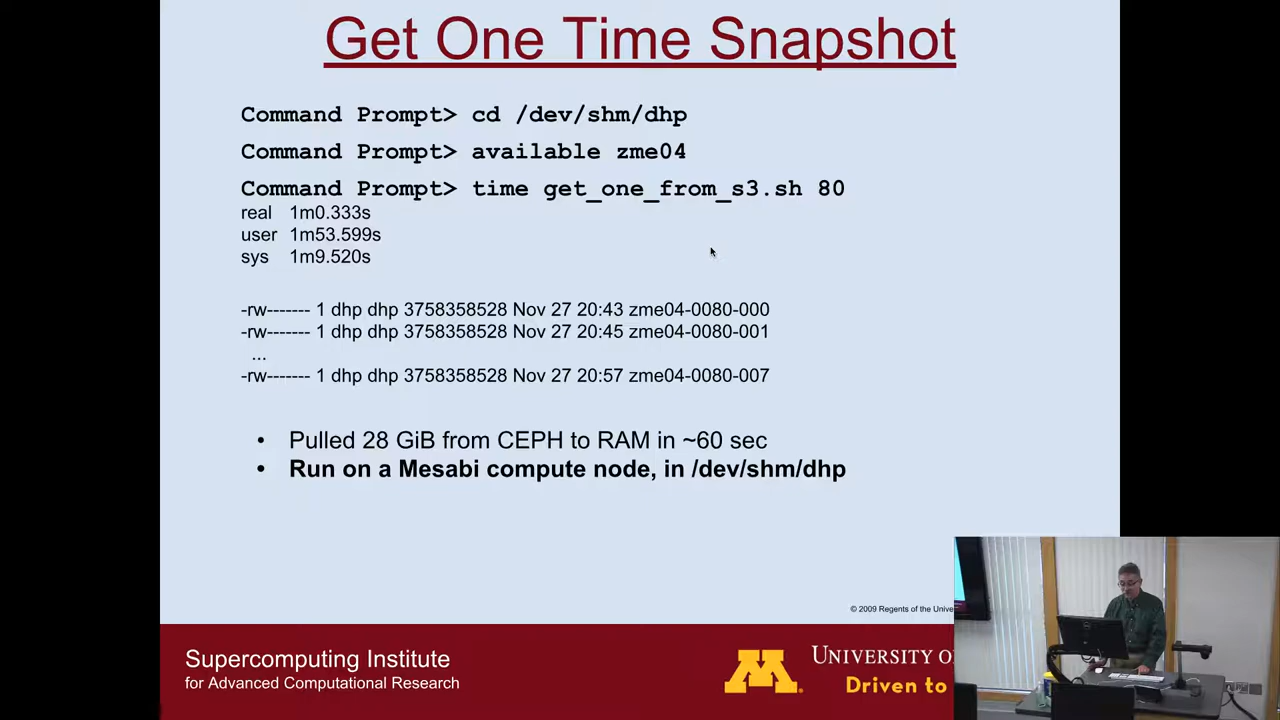 Get One Time Snapshot
Command Prompt> cd /dev/shm/dhp
Command Prompt> available zme04
Command Prompt> time get_one_from_s3.sh 80
real 1m0.333s
user 1m53.599s
sys 1m9.520s
-rw------- 1 dhp dhp 3758358528 Nov 27 20:43 zme04-0080-000
-rw------- 1 dhp dhp 3758358528 Nov 27 20:45 zme04-0080-001
...
-rw------- 1 dhp dhp 3758358528 Nov 27 20:57 zme04-0080-007
• Pulled 28 GiB from CEPH to RAM in ~60 sec
• Run on a Mesabi compute node, in /dev/shm/dhp
© 2009 Regents of the Unive
Supercomputing Institute
for Advanced Computational Research
M
UNIVERSITY O
Driven to